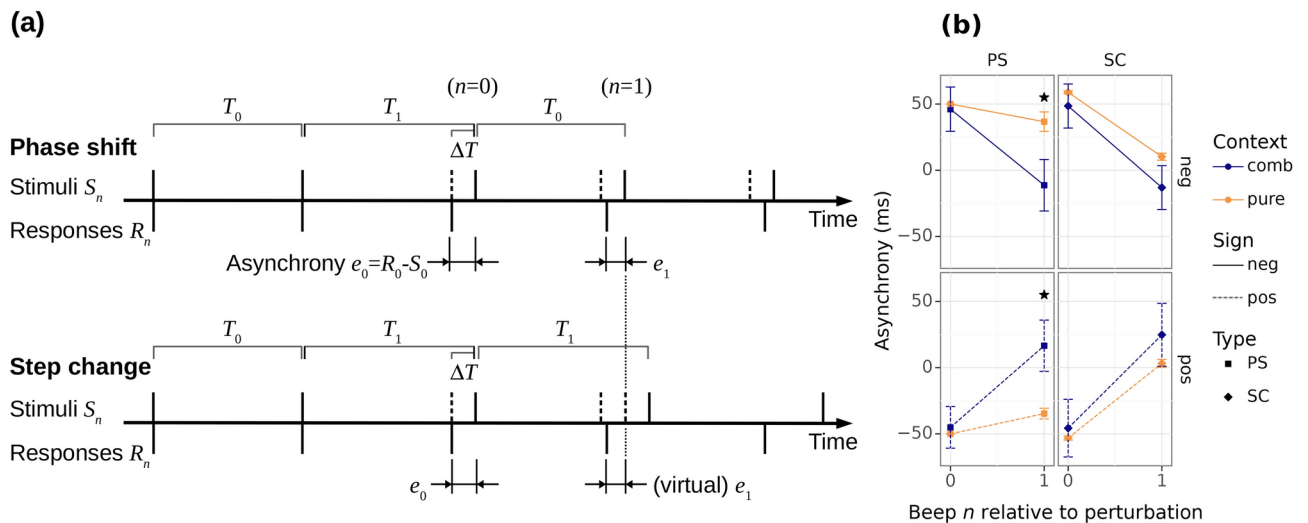 (a)
(n=0)
(n=1)
T0
T1
T0
ΔT
Phase shift
Stimuli Sn
Time
Responses Rn
Asynchrony e0=R0-S0
e1
T0
T1
T1
ΔT
Step change
Stimuli Sn
Time
Responses Rn
e0
(virtual) e1
(b)
PS
SC
50
0
−50
neg
50
0
−50
pos
Asynchrony (ms)
0
1
0
1
Beep n relative to perturbation
Context
comb
pure
Sign
neg
pos
Type
PS
SC